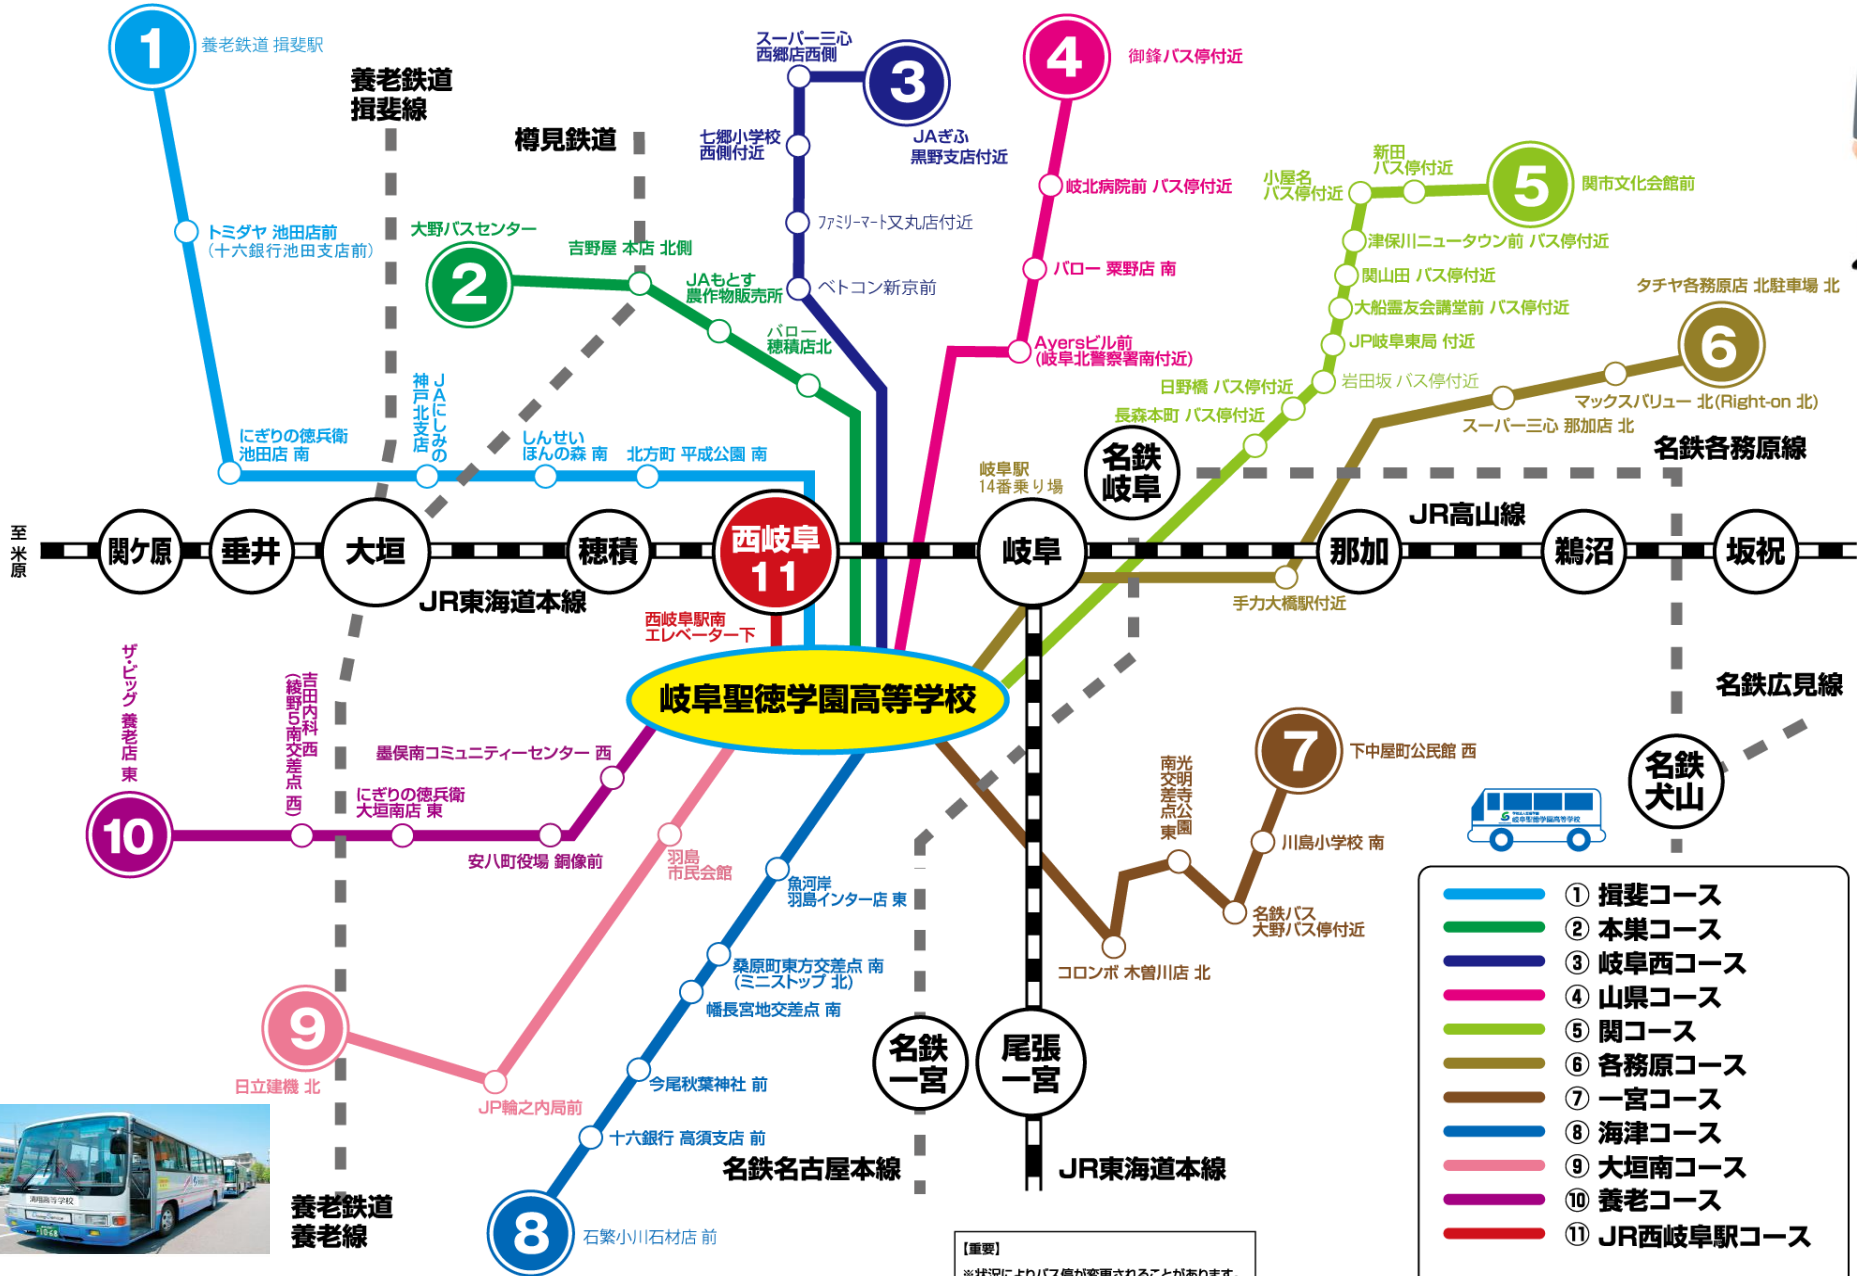 1
養老鉄道 揖斐駅
養老鉄道
揖斐線
樽見鉄道
スーパー三心
西郷店西側
3
JAぎふ
黒野支店付近
七郷小学校
西側付近
ファミリーマート又丸店付近
ベトコン新京前
4
御鋒バス停付近
岐北病院前 バス停付近
バロー 粟野店 南
Ayersビル前
(岐阜北警察署南付近)
新田
バス停付近
小屋名
バス停付近
5
関市文化会館前
津保川ニュータウン前 バス停付近
関山田 バス停付近
大船霊友会講堂前 バス停付近
JP岐阜東局 付近
岩田坂 バス停付近
日野橋 バス停付近
長森本町 バス停付近
タチヤ各務原店 北駐車場 北
6
マックスバリュー 北(Right-on 北)
スーパー三心 那加店 北
トミダヤ 池田店前
(十六銀行池田支店前)
大野バスセンター
2
吉野屋 本店 北側
JAもとす
農作物販売所
バロー
穂積店北
にぎりの徳兵衛
池田店 南
JAにしみの
神戸北支店
しんせい
ほんの森 南
北方町 平成公園 南
岐阜駅
14番乗り場
名鉄
岐阜
名鉄各務原線
JR高山線
至 米原
関ケ原
垂井
大垣
穂積
西岐阜
11
岐阜
那加
鵜沼
坂祝
JR東海道本線
手力大橋駅付近
西岐阜駅南
エレベーター下
岐阜聖徳学園高等学校
名鉄広見線
名鉄
犬山
ザ・ビッグ 養老店 東
10
吉田内科 西
(綾野5南交差点 西)
墨俣南コミュニティーセンター 西
にぎりの徳兵衛
大垣南店 東
安八町役場 銅像前
羽島
市民会館
魚河岸
羽島インター店 東
桑原町東方交差点 南
(ミニストップ 北)
幡長宮地交差点 南
今尾秋葉神社 前
十六銀行 高須支店 前
8
石繁小川石材店 前
9
日立建機 北
JP輪之内局前
7
下中屋町公民館 西
光明寺公園
南交差点 東
川島小学校 南
名鉄バス
大野バス停付近
コロンボ 木曽川店 北
名鉄
一宮
尾張
一宮
名鉄名古屋本線
JR東海道本線
養老鉄道
養老線
岐阜聖徳学園高等学校
① 揖斐コース
② 本巣コース
③ 岐阜西コース
④ 山県コース
⑤ 関コース
⑥ 各務原コース
⑦ 一宮コース
⑧ 海津コース
⑨ 大垣南コース
⑩ 養老コース
⑪ JR西岐阜駅コース
【重要】
※状況によりバス停が変更されることがあります。